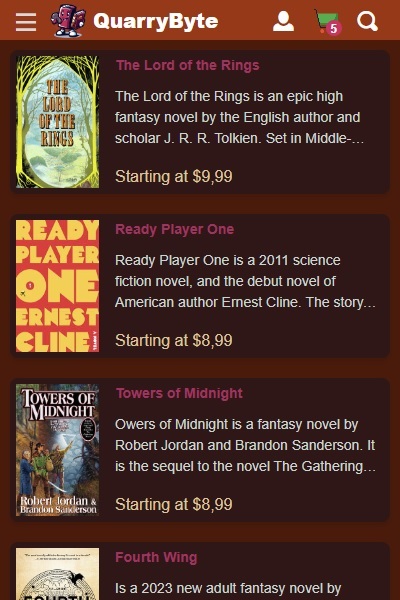 QuarryByte
5
THE
LORD
OF THE
RINGS
The Lord of the Rings
The Lord of the Rings is an epic high
fantasy novel by the English author and
scholar J. R. R. Tolkien. Set in Middle-...
Starting at $9,99
READY
PLAYER
ONE
ERNEST
CLINE
Ready Player One
Ready Player One is a 2011 science
fiction novel, and the debut novel of
American author Ernest Cline. The story...
Starting at $8,99
TOWERS OF
MIDNIGHT
Robert Jordan &
Brandon Sanderson
Towers of Midnight
Owers of Midnight is a fantasy novel by
Robert Jordan and Brandon Sanderson. It
is the sequel to the novel The Gathering...
Starting at $8,99
FOURTH
Fourth Wing
Is a 2023 new adult fantasy novel by